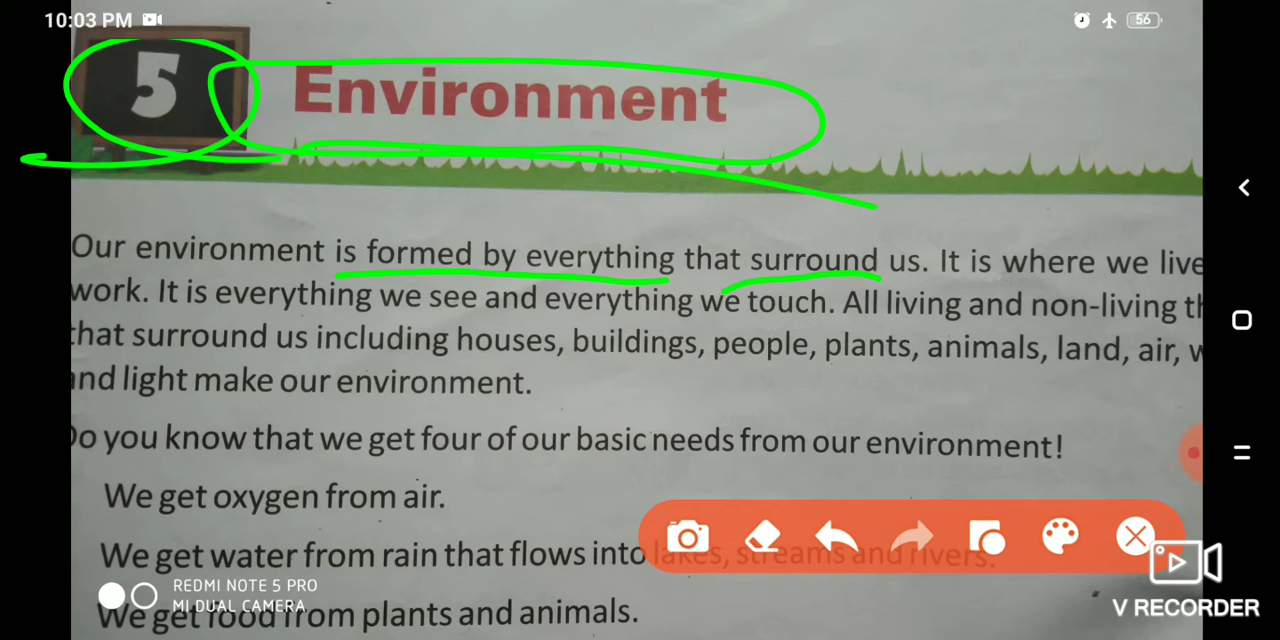 10:03 PM
56
5
Environment
Our environment is formed by everything that surround us. It is where we live
work. It is everything we see and everything we touch. All living and non-living
that surround us including houses, buildings, people, plants, animals, land, air,
and light make our environment.
Do you know that we get four of our basic needs from our environment!
We get oxygen from air.
We get water from rain that flows into lakes, streams and rivers.
We get food from plants and animals.
REDMI NOTE 5 PRO
MI DUAL CAMERA
V RECORDER